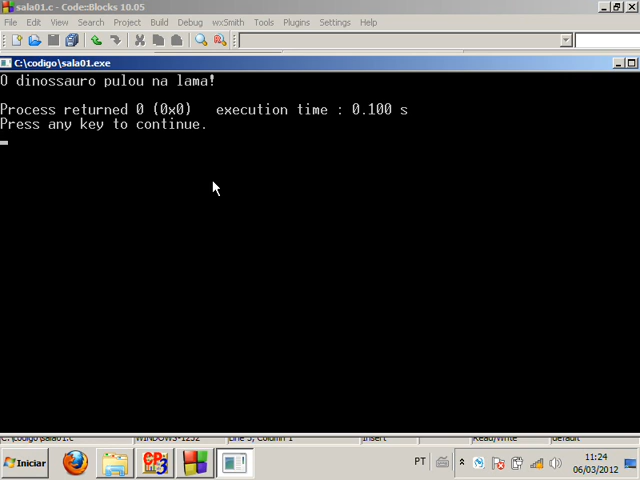 sala01.c - Code::Blocks 10.05
File Edit View Search Project Build Debug wxSmith Tools Plugins Settings Help
C:\codigo\sala01.exe
O dinossauro pulou na lama!
Process returned 0 (0x0)   execution time : 0.100 s
Press any key to continue.
C:\codigo\sala01.c WINDOWS-1252 Line 5, Column 1 Insert Read/Write default
Iniciar PT 11:24
06/03/2012